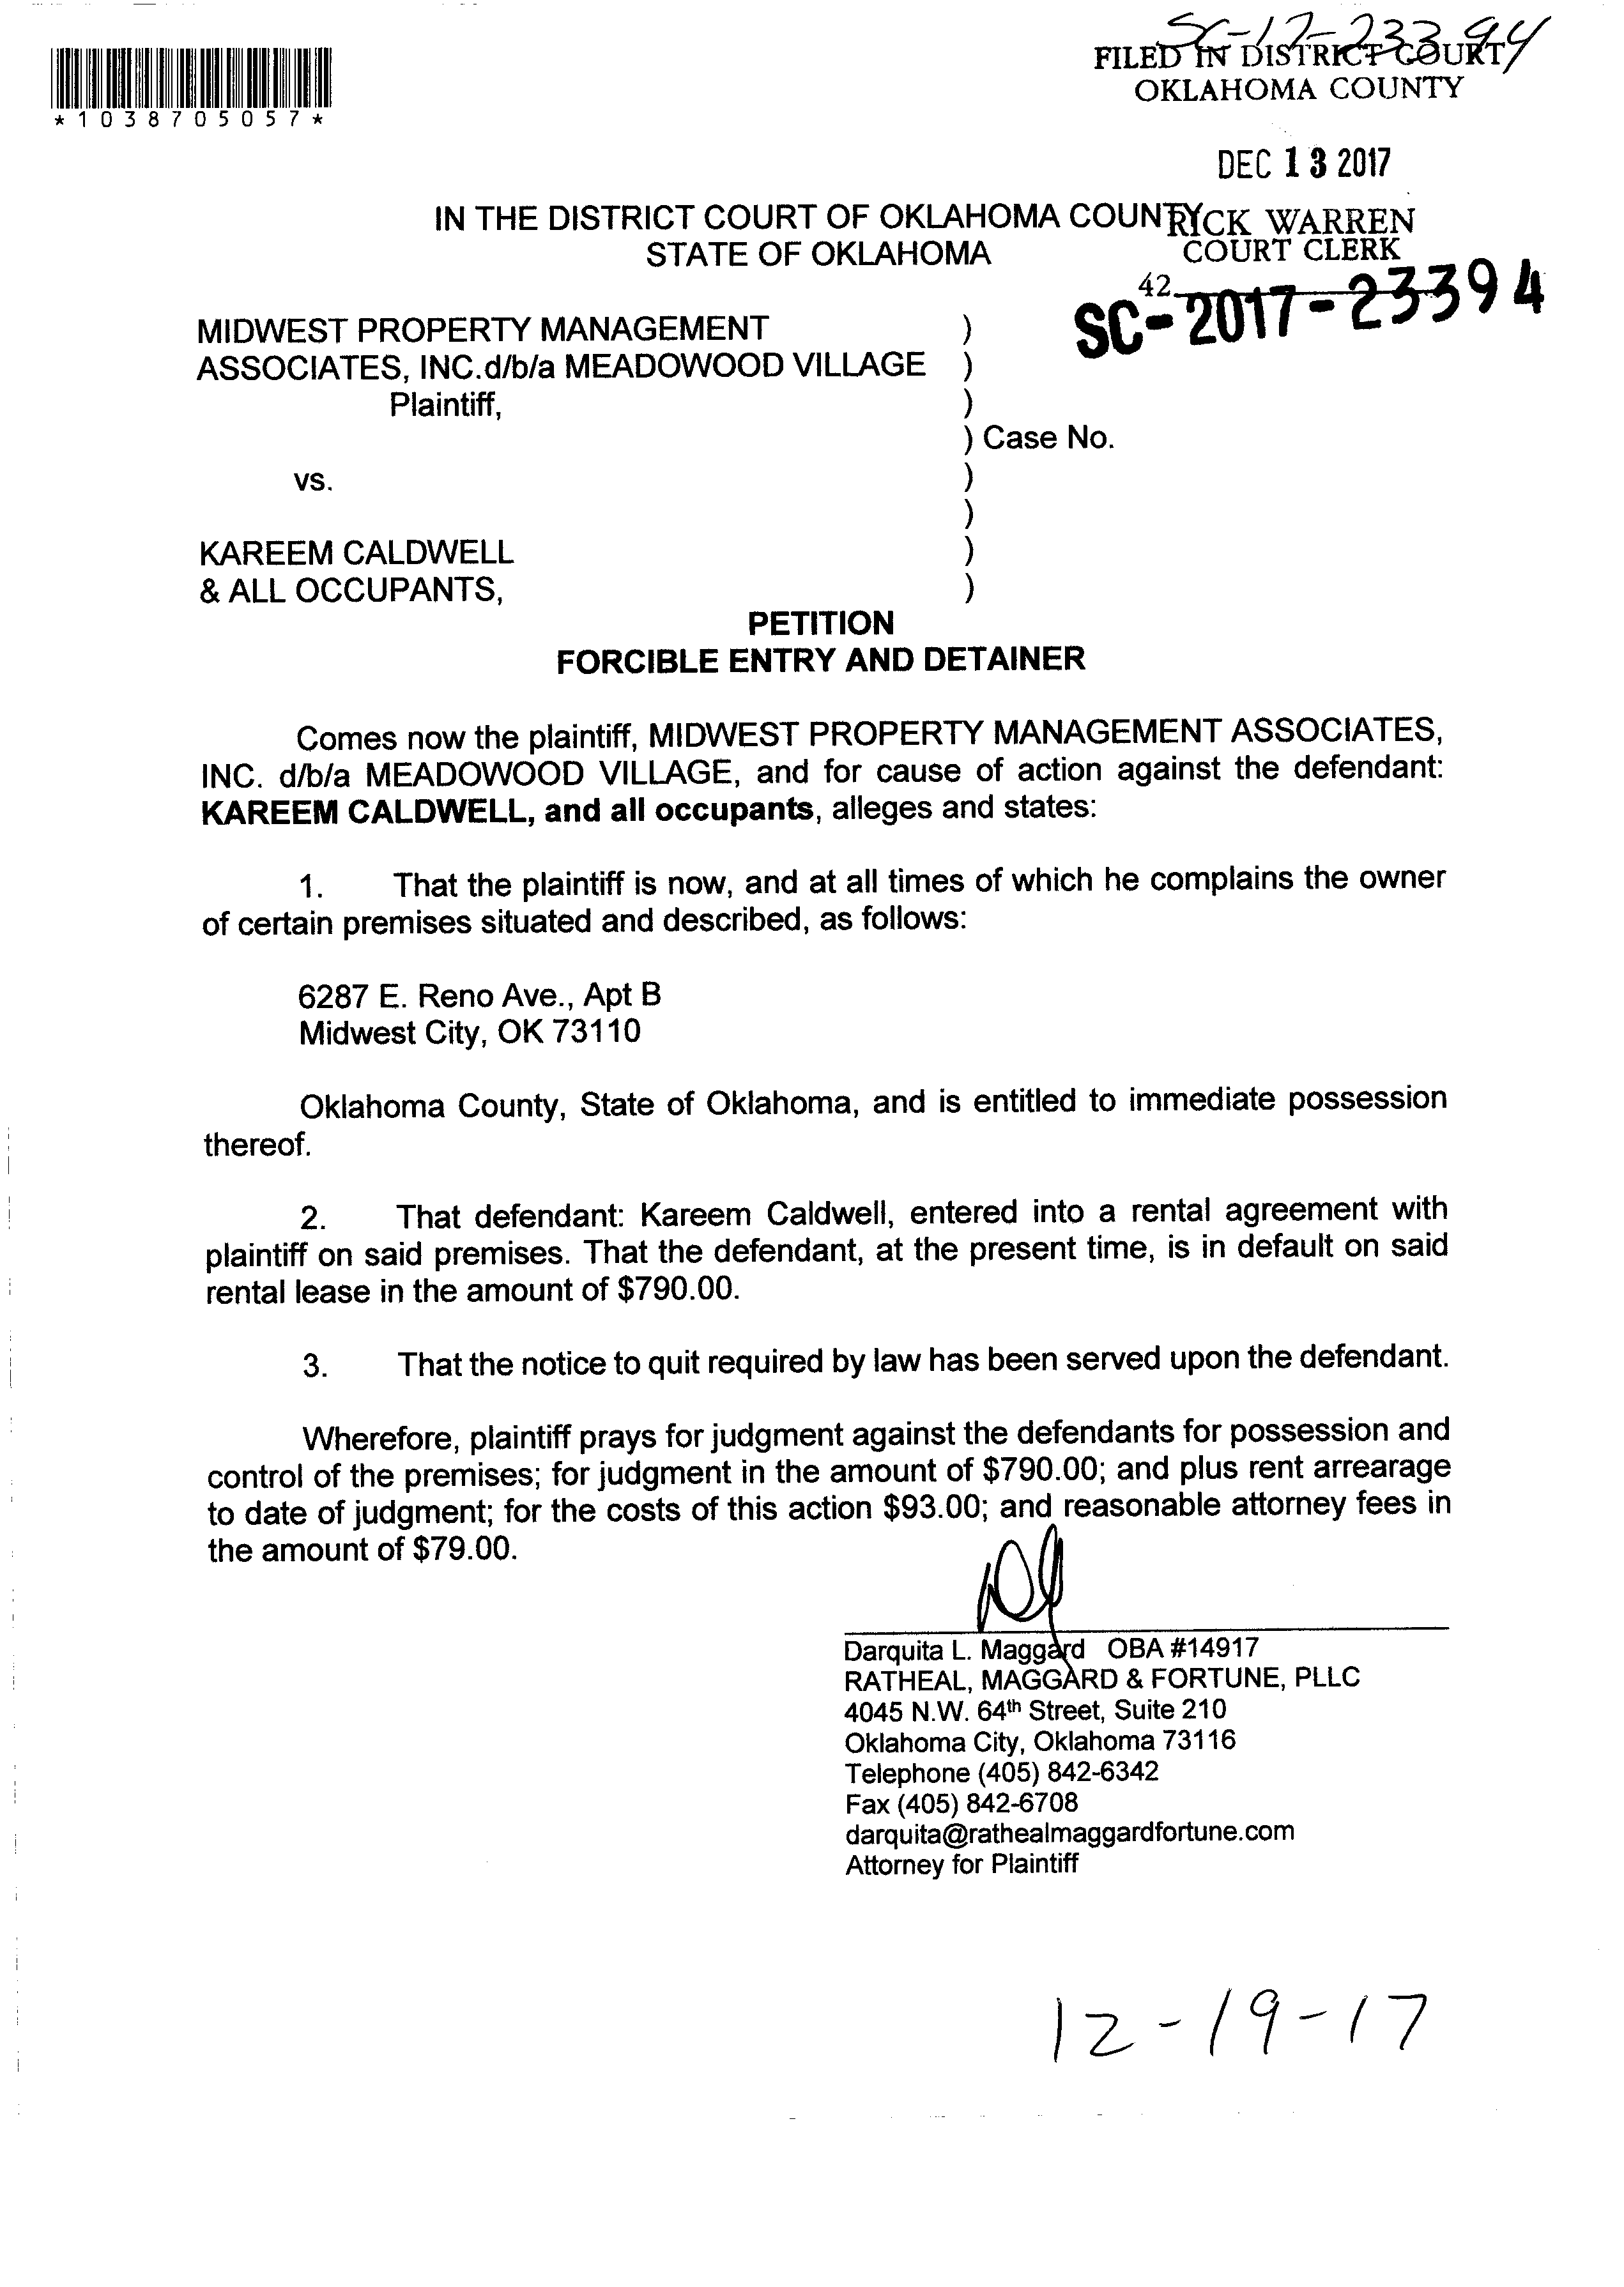 SC-17-23394
FILED IN DISTRICT COURT
OKLAHOMA COUNTY
*1038705057*
DEC 13 2017
IN THE DISTRICT COURT OF OKLAHOMA COUNTY
RICK WARREN
STATE OF OKLAHOMA
COURT CLERK
42
SC-2017-23394
MIDWEST PROPERTY MANAGEMENT )
ASSOCIATES, INC.d/b/a MEADOWOOD VILLAGE )
Plaintiff, )
) Case No.
vs. )
)
KAREEM CALDWELL )
& ALL OCCUPANTS, )
PETITION
FORCIBLE ENTRY AND DETAINER
Comes now the plaintiff, MIDWEST PROPERTY MANAGEMENT ASSOCIATES,
INC. d/b/a MEADOWOOD VILLAGE, and for cause of action against the defendant:
KAREEM CALDWELL, and all occupants, alleges and states:
1. That the plaintiff is now, and at all times of which he complains the owner
of certain premises situated and described, as follows:
6287 E. Reno Ave., Apt B
Midwest City, OK 73110
Oklahoma County, State of Oklahoma, and is entitled to immediate possession
thereof.
2. That defendant: Kareem Caldwell, entered into a rental agreement with
plaintiff on said premises. That the defendant, at the present time, is in default on said
rental lease in the amount of $790.00.
3. That the notice to quit required by law has been served upon the defendant.
Wherefore, plaintiff prays for judgment against the defendants for possession and
control of the premises; for judgment in the amount of $790.00; and plus rent arrearage
to date of judgment; for the costs of this action $93.00; and reasonable attorney fees in
the amount of $79.00.
Darquita L. Maggard OBA #14917
RATHEAL, MAGGARD & FORTUNE, PLLC
4045 N.W. 64th Street, Suite 210
Oklahoma City, Oklahoma 73116
Telephone (405) 842-6342
Fax (405) 842-6708
darquita@rathealmaggardfortune.com
Attorney for Plaintiff
12-19-17